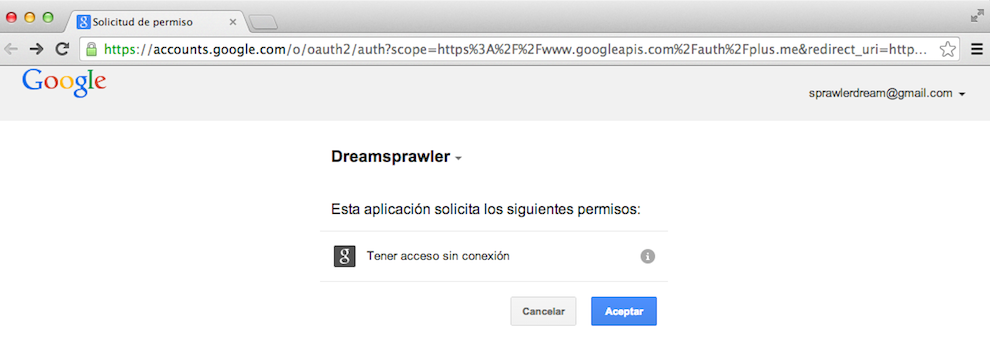 Solicitud de permiso
https://accounts.google.com/o/oauth2/auth?scope=https%3A%2F%2Fwww.googleapis.com%2Fauth%2Fplus.me&redirect_uri=http...
Google
sprawlerdream@gmail.com
Dreamsprawler
Esta aplicación solicita los siguientes permisos:
Tener acceso sin conexión
Cancelar Aceptar